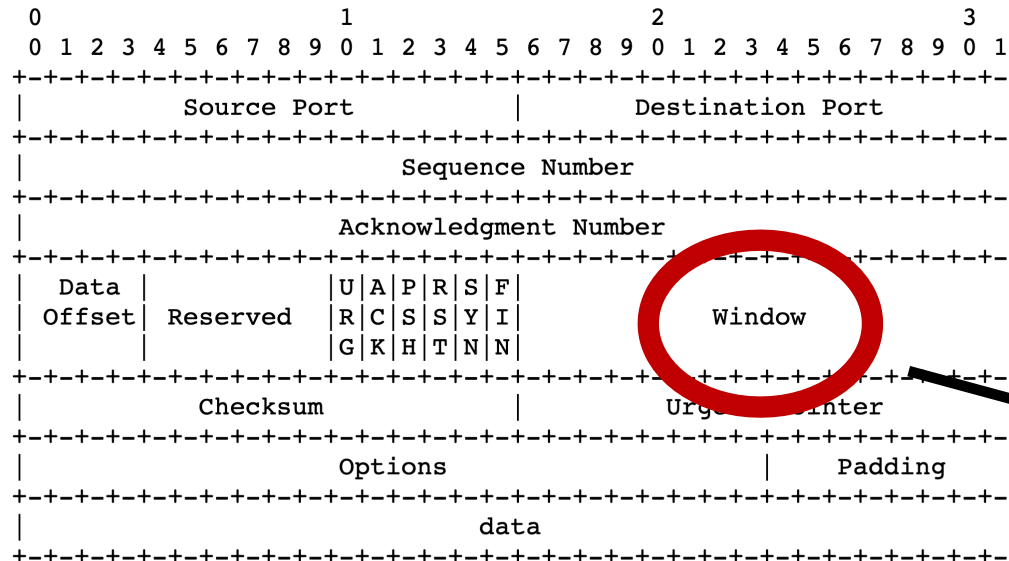 0                   1                   2                   3
 0 1 2 3 4 5 6 7 8 9 0 1 2 3 4 5 6 7 8 9 0 1 2 3 4 5 6 7 8 9 0 1
+-+-+-+-+-+-+-+-+-+-+-+-+-+-+-+-+-+-+-+-+-+-+-+-+-+-+-+-+-+-+-+-
|          Source Port          |       Destination Port
+-+-+-+-+-+-+-+-+-+-+-+-+-+-+-+-+-+-+-+-+-+-+-+-+-+-+-+-+-+-+-+-
|                        Sequence Number
+-+-+-+-+-+-+-+-+-+-+-+-+-+-+-+-+-+-+-+-+-+-+-+-+-+-+-+-+-+-+-+-
|                    Acknowledgment Number
+-+-+-+-+-+-+-+-+-+-+-+-+-+-+-+-+-+-+-+-+-+-+-+-+-+-+-+-+-+-+-+-
|  Data |           |U|A|P|R|S|F|
| Offset| Reserved  |R|C|S|S|Y|I|            Window
|       |           |G|K|H|T|N|N|
+-+-+-+-+-+-+-+-+-+-+-+-+-+-+-+-+-+-+-+-+-+-+-+-+-+-+-+-+-+-+-+-
|           Checksum            |
+-+-+-+-+-+-+-+-+-+-+-+-+-+-+-+-+-+-+-+-+-+-+-+-+-+-+-+-+-+-+-+-
|                    Options                    |    Padding
+-+-+-+-+-+-+-+-+-+-+-+-+-+-+-+-+-+-+-+-+-+-+-+-+-+-+-+-+-+-+-+-
|                             data
+-+-+-+-+-+-+-+-+-+-+-+-+-+-+-+-+-+-+-+-+-+-+-+-+-+-+-+-+-+-+-+-